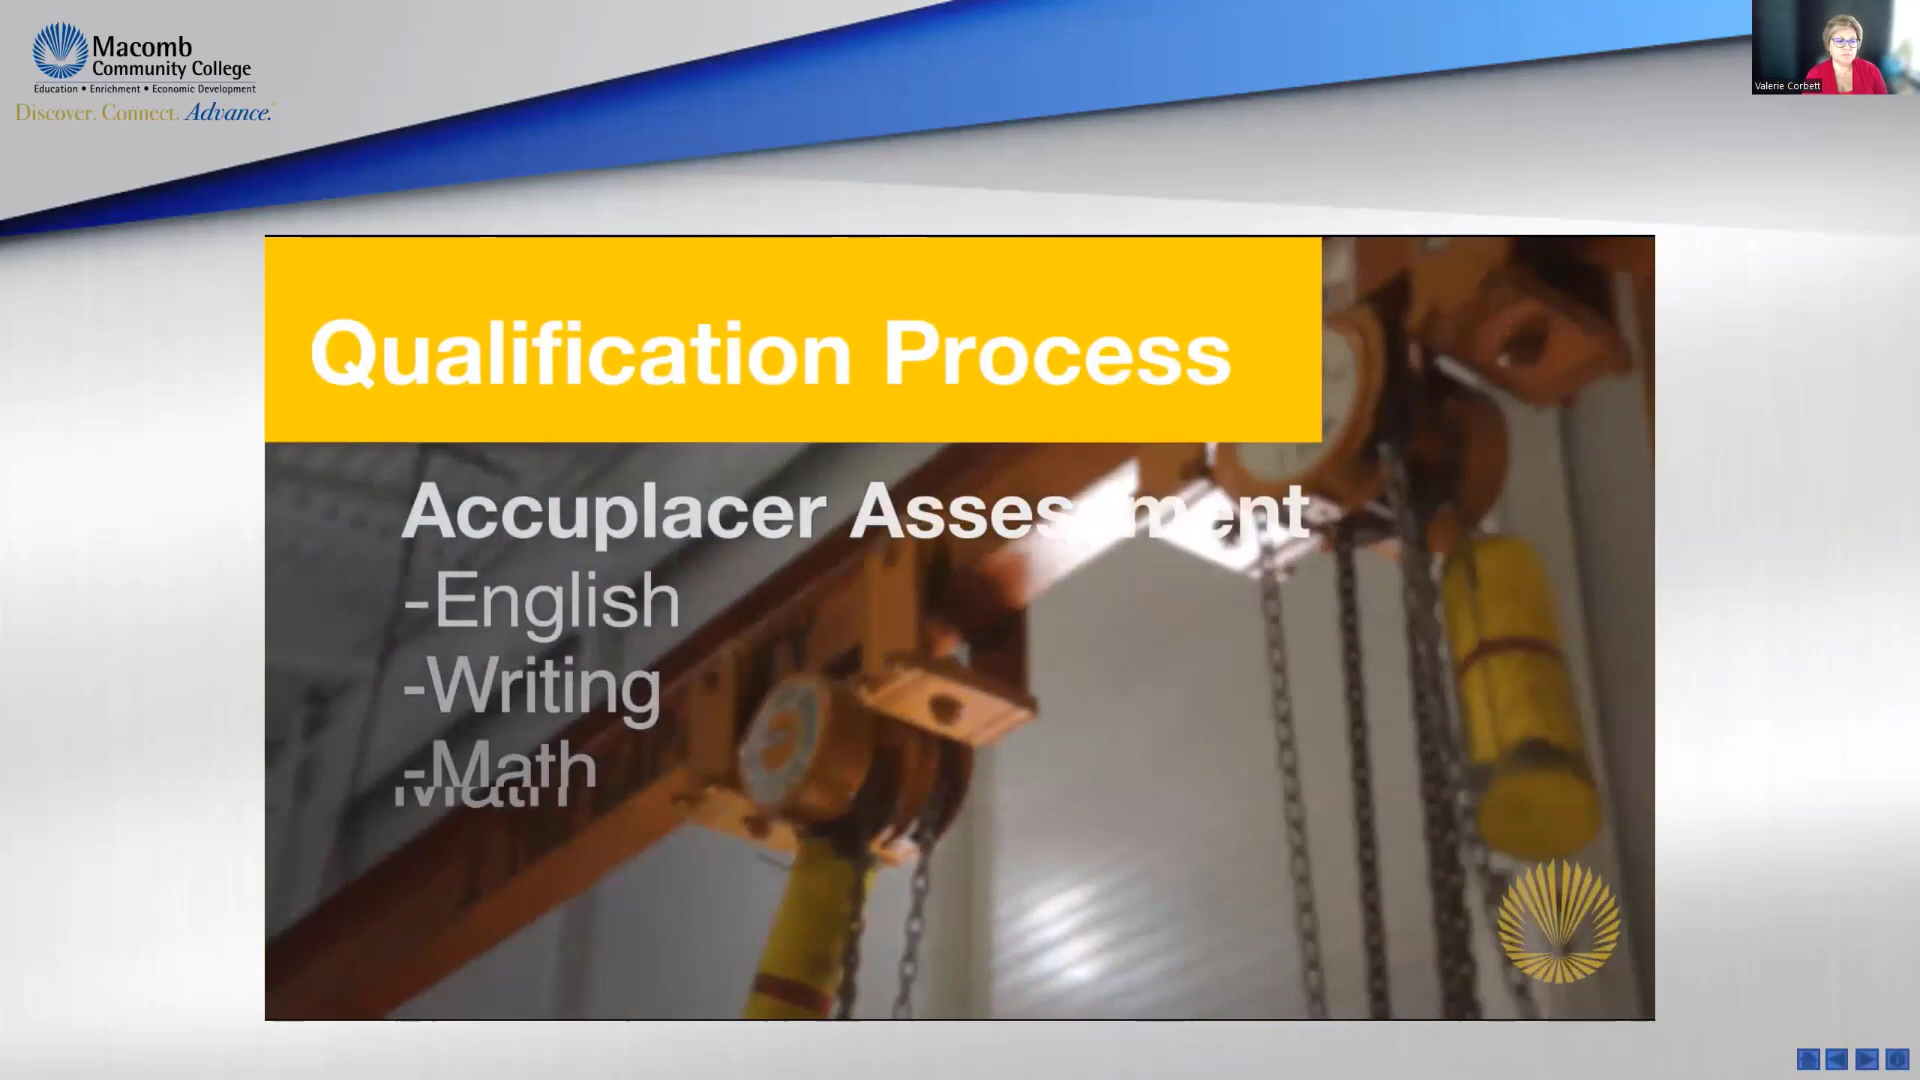 Macomb
Community College
Education • Enrichment • Economic Development
Discover. Connect. Advance.
Valerie Corbett
Qualification Process
Accuplacer Assessment
-English
-Writing
-Math